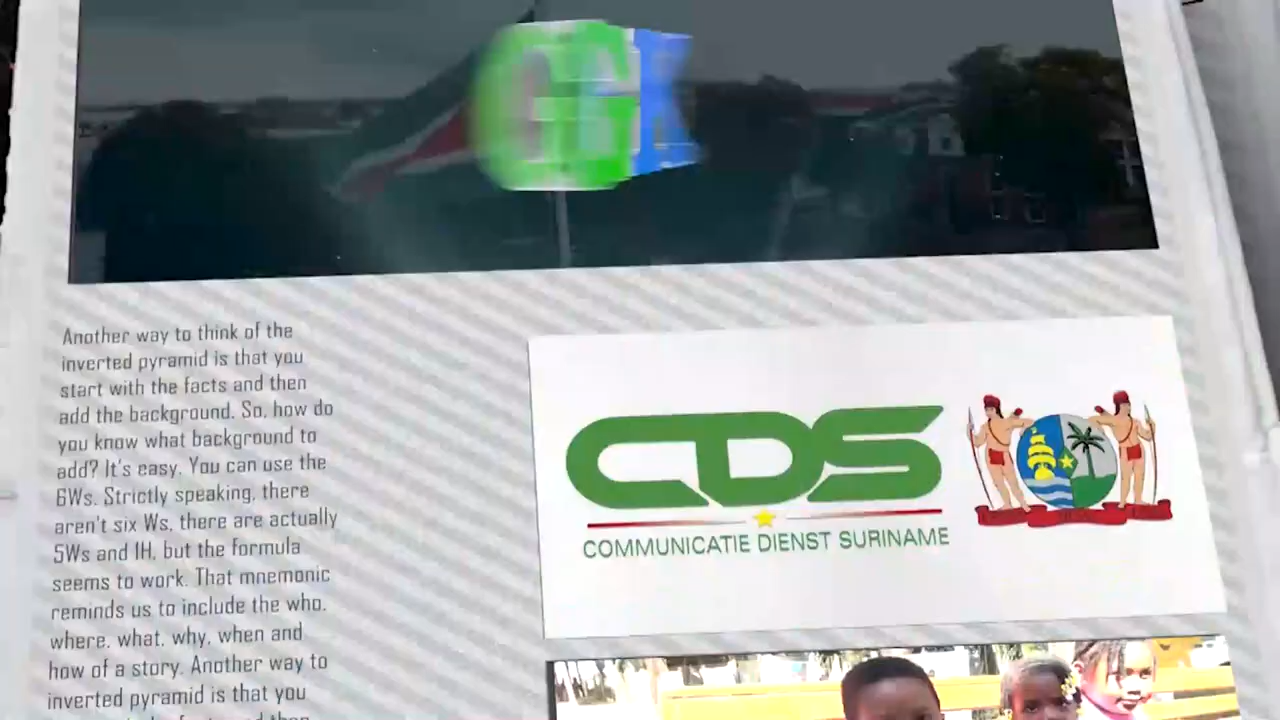 Another way to think of the
inverted pyramid is that you
start with the facts and then
add the background. So, how do
you know what background to
add? It's easy. You can use the
6Ws. Strictly speaking, there
aren't six Ws, there are actually
5Ws and 1H, but the formula
seems to work. That mnemonic
reminds us to include the who,
where, what, why, when and
how of a story. Another way to
inverted pyramid is that you
CDS
COMMUNICATIE DIENST SURINAME